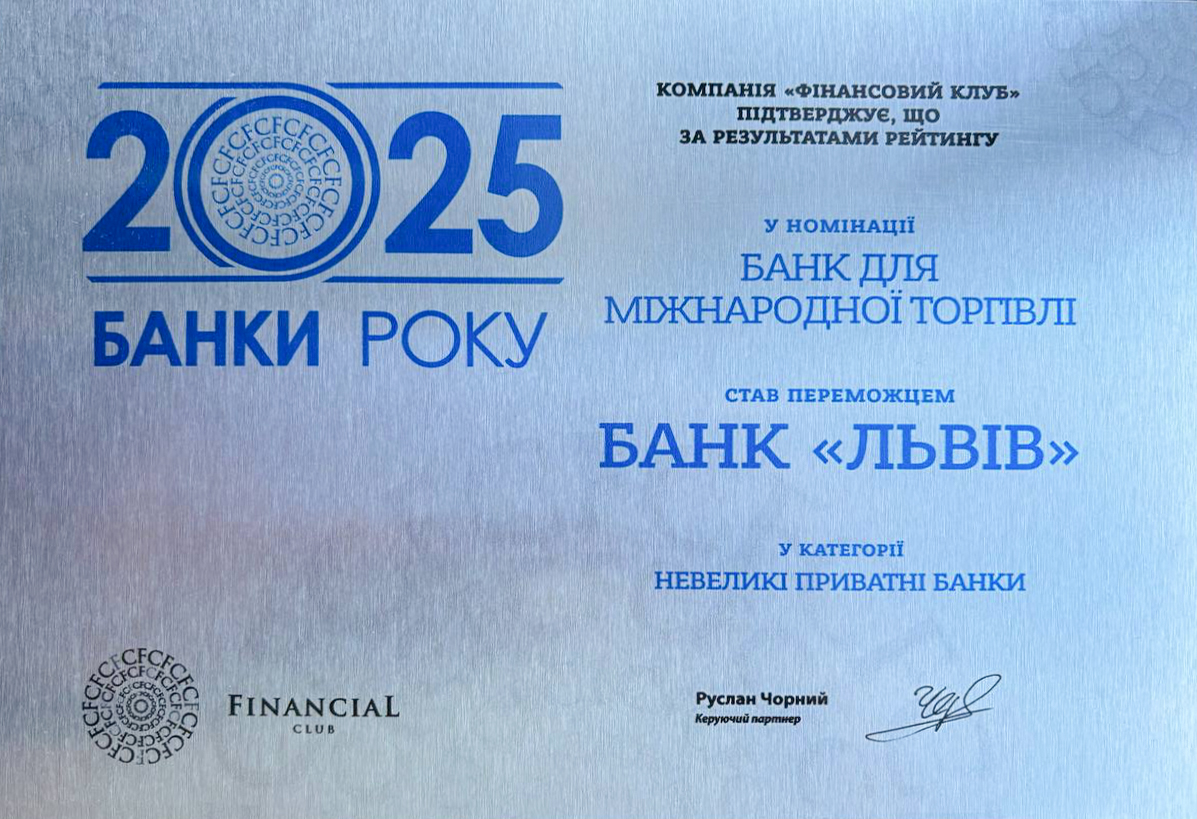 2025
БАНКИ РОКУ
КОМПАНІЯ «ФІНАНСОВИЙ КЛУБ»
ПІДТВЕРДЖУЄ, ЩО
ЗА РЕЗУЛЬТАТАМИ РЕЙТИНГУ
У НОМІНАЦІЇ
БАНК ДЛЯ
МІЖНАРОДНОЇ ТОРГІВЛІ
СТАВ ПЕРЕМОЖЦЕМ
БАНК «ЛЬВІВ»
У КАТЕГОРІЇ
НЕВЕЛИКІ ПРИВАТНІ БАНКИ
FINANCIAL
CLUB
Руслан Чорний
Керуючий партнер